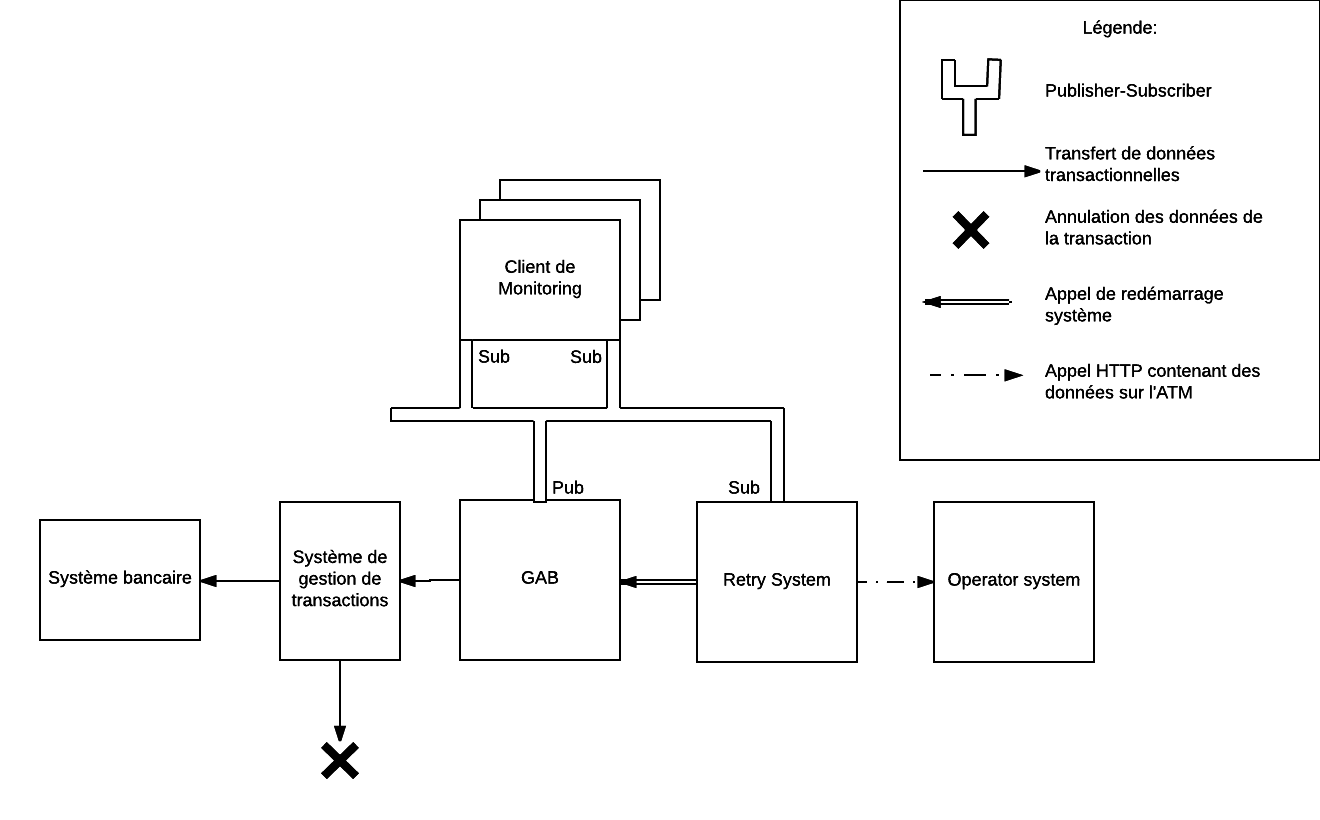 Légende:
Publisher-Subscriber
Transfert de données
transactionnelles
Annulation des données de
la transaction
Appel de redémarrage
système
Appel HTTP contenant des
données sur l'ATM
Client de
Monitoring
Sub
Sub
Pub
Sub
Système bancaire
Système de
gestion de
transactions
GAB
Retry System
Operator system